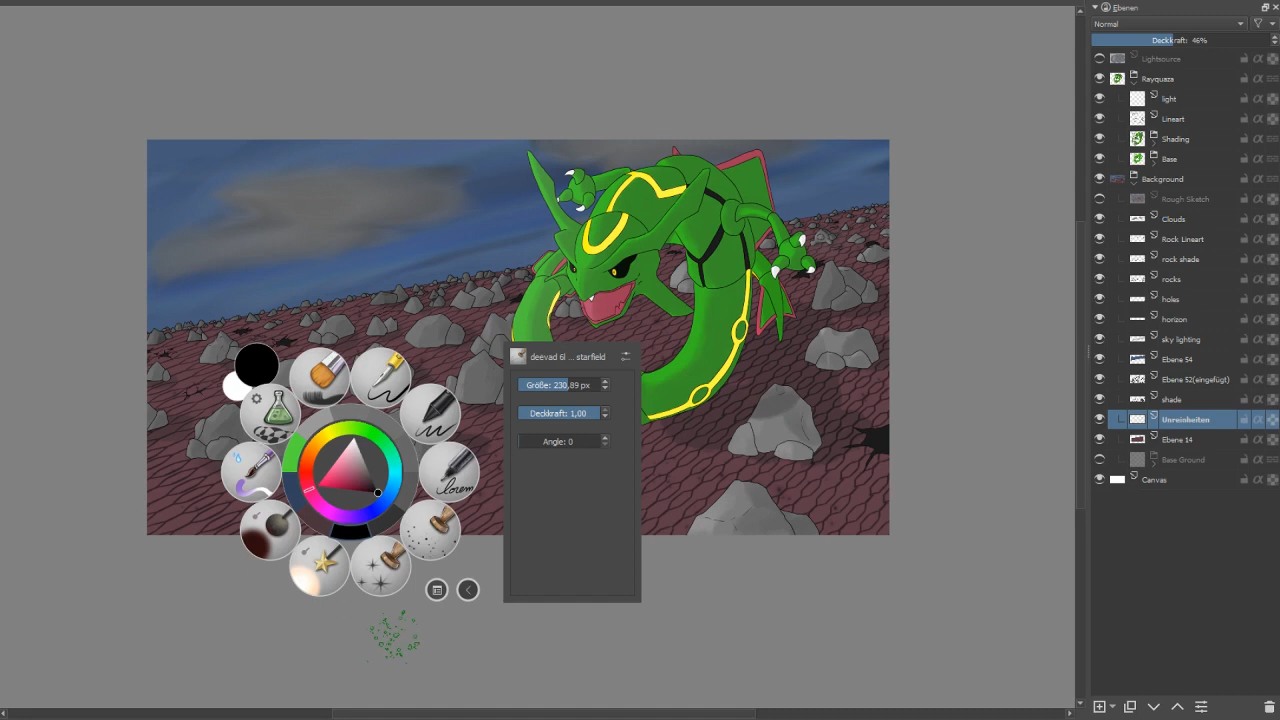 Ebenen
Normal
Deckkraft: 46%
Lightsource
Rayquaza
light
Lineart
Shading
Base
Background
Rough Sketch
Clouds
Rock Lineart
rock shade
rocks
holes
horizon
sky lighting
Ebene 54
Ebene 52(eingefügt)
shade
Unreinheiten
Ebene 14
Base Ground
Canvas
deevad 6l ... starfield
Größe: 230,89 px
Deckkraft: 1,00
Angle: 0
lorem